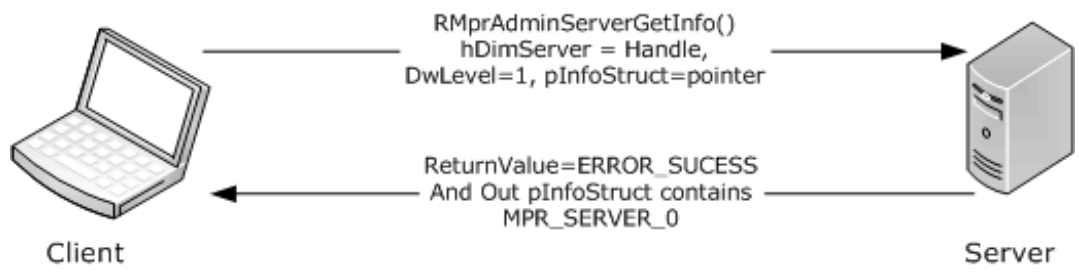 RMprAdminServerGetInfo()
hDimServer = Handle,
DwLevel=1, pInfoStruct=pointer
ReturnValue=ERROR_SUCESS
And Out pInfoStruct contains
MPR_SERVER_0
Client
Server